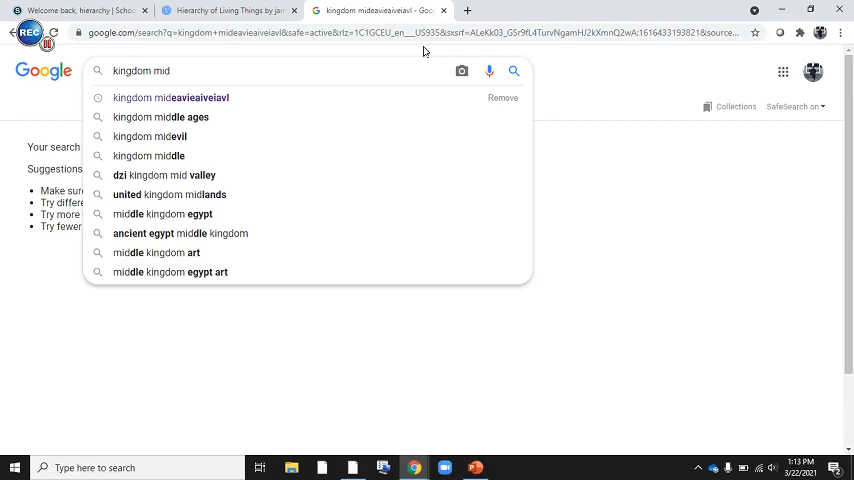 Welcome back, hierarchy | Schoo
Hierarchy of Living Things by jam
kingdom mideavieaiveiavl - Goo
REC
google.com/search?q=kingdom+mideavieaiveiavl&safe=active&rlz=1C1GCEU_en__US935&sxsrf=ALeKk03_GSr9fL4TurvNgamHJ2kXmnQ2wA:1616433193821&source...
Google
kingdom mid
kingdom mideavieaiveiavl
Remove
kingdom middle ages
kingdom midevil
kingdom middle
dzi kingdom mid valley
united kingdom midlands
middle kingdom egypt
ancient egypt middle kingdom
middle kingdom art
middle kingdom egypt art
Collections
SafeSearch on
Your search
Suggestions
Make sure
Try differe
Try more
Try fewer
Type here to search
1:13 PM
3/22/2021
2